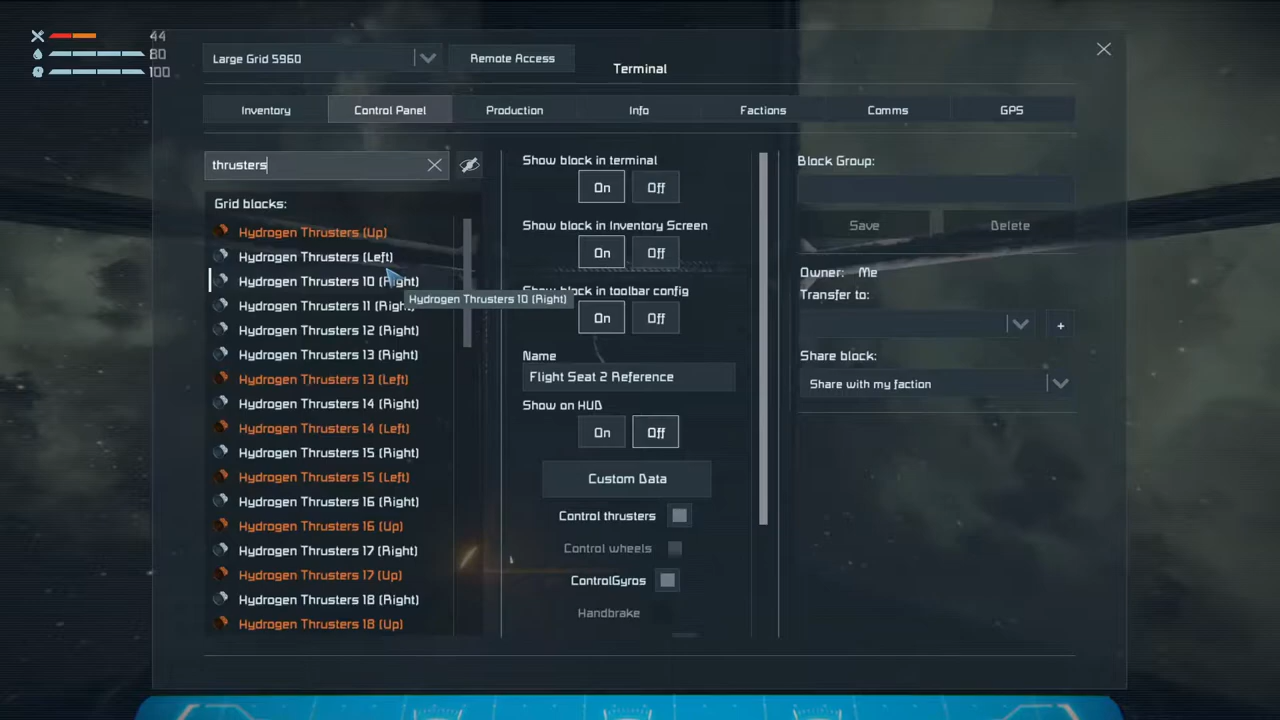 44
80
100
Large Grid 5960
Remote Access
Terminal
Inventory
Control Panel
Production
Info
Factions
Comms
GPS
thrusters
Grid blocks:
Hydrogen Thrusters (Up)
Hydrogen Thrusters (Left)
Hydrogen Thrusters 10 (Right)
Hydrogen Thrusters 11 (Right)
Hydrogen Thrusters 12 (Right)
Hydrogen Thrusters 13 (Right)
Hydrogen Thrusters 13 (Left)
Hydrogen Thrusters 14 (Right)
Hydrogen Thrusters 14 (Left)
Hydrogen Thrusters 15 (Right)
Hydrogen Thrusters 15 (Left)
Hydrogen Thrusters 16 (Right)
Hydrogen Thrusters 16 (Up)
Hydrogen Thrusters 17 (Right)
Hydrogen Thrusters 17 (Up)
Hydrogen Thrusters 18 (Right)
Hydrogen Thrusters 18 (Up)
Hydrogen Thrusters 10 (Right)
Show block in terminal
On Off
Show block in Inventory Screen
On Off
Show block in toolbar config
On Off
Name
Flight Seat 2 Reference
Show on HUD
On Off
Custom Data
Control thrusters
Control wheels
ControlGyros
Handbrake
Block Group:
Save
Delete
Owner: Me
Transfer to:
+
Share block:
Share with my faction